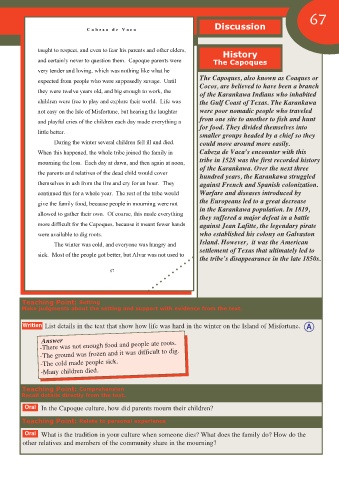 67
Cabeza de Vaca
Discussion
taught to respect, and even to fear his parents and other elders,
and certainly never to question them. Capoque parents were
very tender and loving, which was nothing like what he
expected from people who were supposedly savage. Until
they were twelve years old, and big enough to work, the
children were free to play and explore their world. Life was
not easy on the Isle of Misfortune, but hearing the laughter
and playful cries of the children each day made everything a
little better.
During the winter several children fell ill and died.
When this happened, the whole tribe joined the family in
mourning the loss. Each day at dawn, and then again at noon,
the parents and relatives of the dead child would cover
themselves in ash from the fire and cry for an hour. They
continued this for a whole year. The rest of the tribe would
give the family food, because people in mourning were not
allowed to gather their own. Of course, this made everything
more difficult for the Capoques, because it meant fewer hands
were available to dig roots.
The winter was cold, and everyone was hungry and
sick. Most of the people got better, but Alvar was not used to
37
History
The Capoques
The Capoques, also known as Coaques or
Cocos, are believed to have been a branch
of the Karankawa Indians who inhabited
the Gulf Coast of Texas. The Karankawa
were poor nomadic people who traveled
from one site to another to fish and hunt
for food. They divided themselves into
smaller groups headed by a chief so they
could move around more easily.
Cabeza de Vaca's encounter with this
tribe in 1528 was the first recorded history
of the Karankawa. Over the next three
hundred years, the Karankawa struggled
against French and Spanish colonization.
Warfare and diseases introduced by
the Europeans led to a great decrease
in the Karankawa population. In 1819,
they suffered a major defeat in a battle
against Jean Lafitte, the legendary pirate
who established his colony on Galveston
Island. However, it was the American
settlement of Texas that ultimately led to
the tribe's disappearance in the late 1850s.
Teaching Point: Setting
Make judgments about the setting and support with evidence from the text.
Written List details in the text that show how life was hard in the winter on the Island of Misfortune. A
Answer
-There was not enough food and people ate roots.
-The ground was frozen and it was difficult to dig.
-The cold made people sick.
-Many children died.
Teaching Point: Comprehension
Recall details directly from the text.
Oral In the Capoque culture, how did parents mourn their children?
Teaching Point: Relate to personal experience
Oral What is the tradition in your culture when someone dies? What does the family do? How do the
other relatives and members of the community share in the mourning?